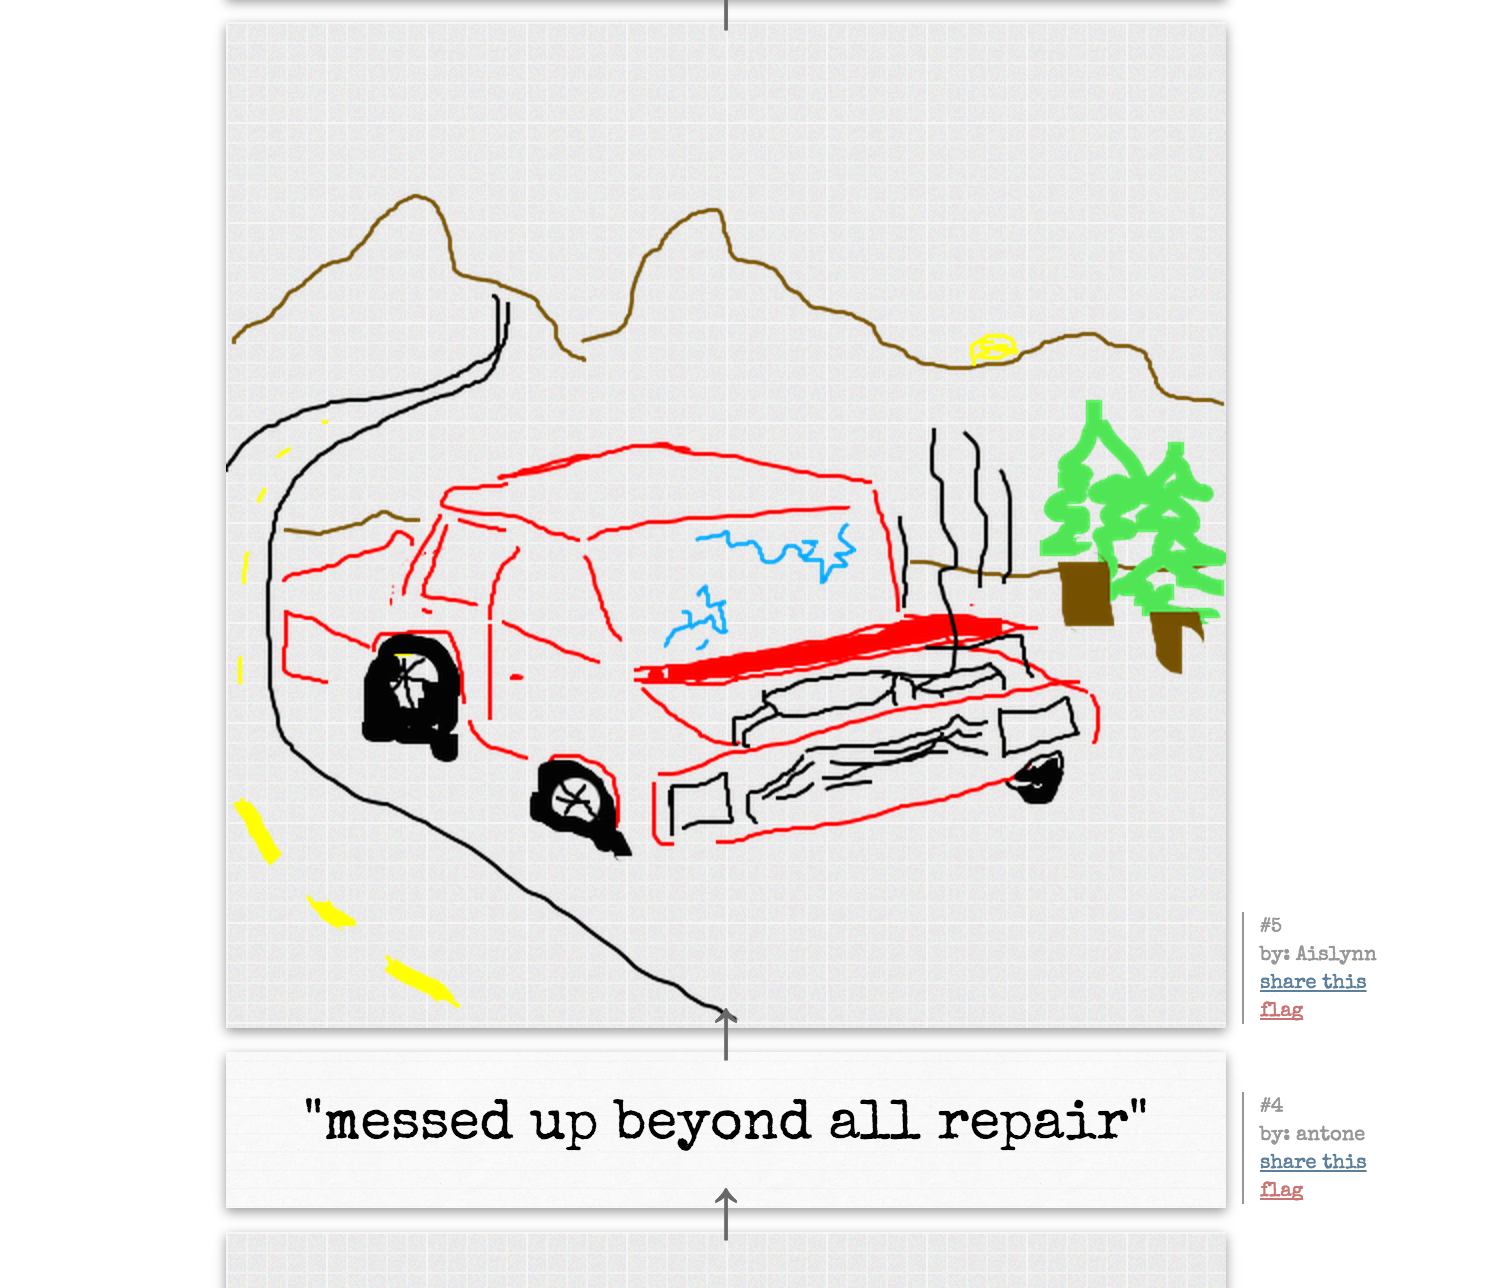 #5
by: Aislynn
share this
flag
"messed up beyond all repair"
#4
by: antone
share this
flag